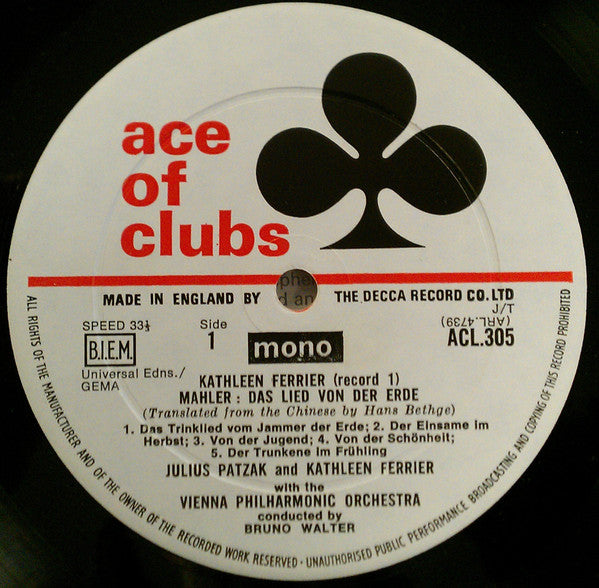 ace
of
clubs
phe
d an
MADE IN ENGLAND BY THE DECCA RECORD CO. LTD
J/T
SPEED 33⅓
Side
1
(ARL.4739)
B.I.E.M.
mono
ACL.305
Universal Edns./
GEMA
KATHLEEN FERRIER (record 1)
MAHLER : DAS LIED VON DER ERDE
(Translated from the Chinese by Hans Bethge)
1. Das Trinklied vom Jammer der Erde; 2. Der Einsame im
Herbst; 3. Von der Jugend; 4. Von der Schönheit;
5. Der Trunkene im Frühling
JULIUS PATZAK and KATHLEEN FERRIER
with the
VIENNA PHILHARMONIC ORCHESTRA
conducted by
BRUNO WALTER
ALL RIGHTS OF THE MANUFACTURER AND OF THE OWNER OF THE RECORDED WORK RESERVED · UNAUTHORISED PUBLIC PERFORMANCE BROADCASTING AND COPYING OF THIS RECORD PROHIBITED